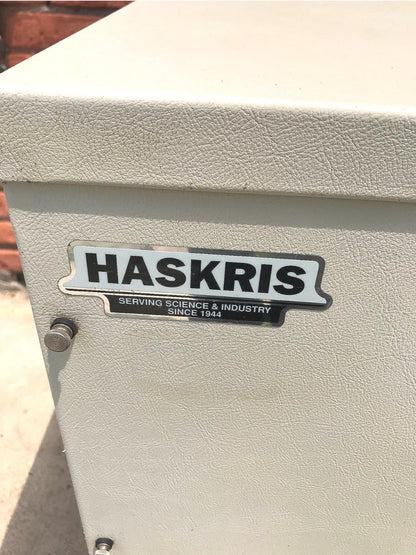 HASKRIS
SERVING SCIENCE & INDUSTRY
SINCE 1944